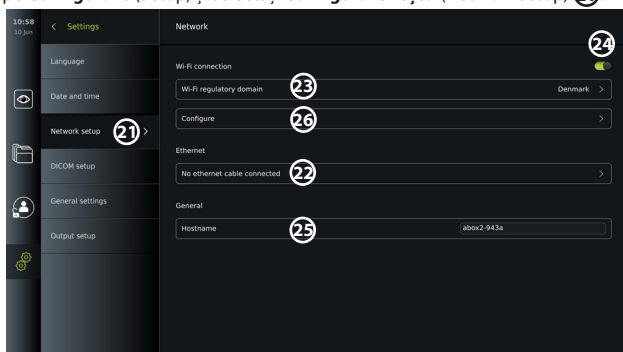 10:58
10 Jun
Settings
Network
24
Language
Wi-Fi connection
Wi-Fi regulatory domain 23 Denmark
Date and time
Configure 26
Network setup 21
Ethernet
DICOM setup
No ethernet cable connected 22
General settings
General
Hostname 25 abox2-943a
Output setup